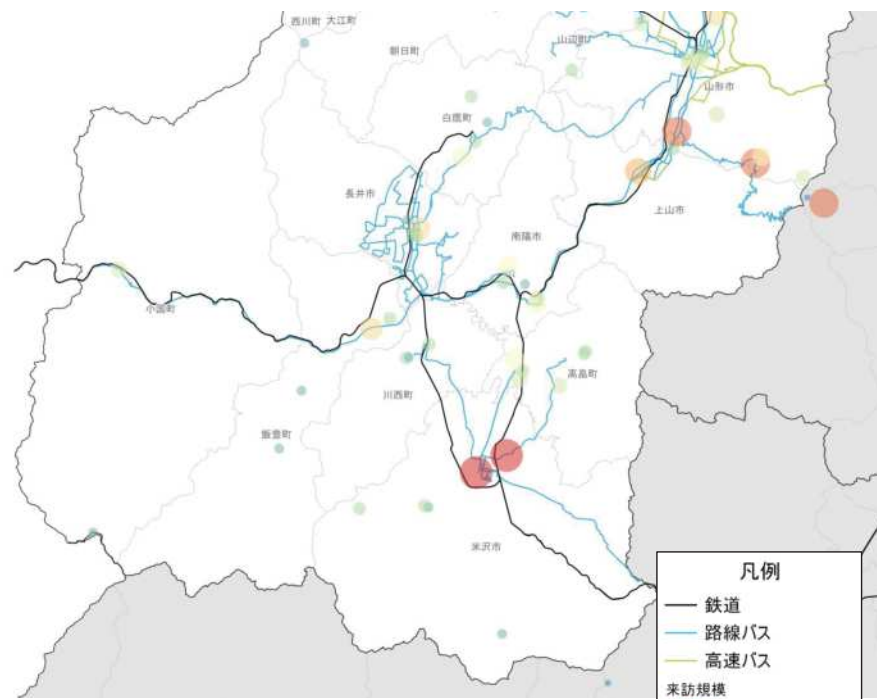 西川町 大江町
朝日町
山辺町
山形市
白鷹町
長井市
上山市
南陽市
小国町
高畠町
川西町
飯豊町
米沢市
凡例
鉄道
路線バス
高速バス
来訪規模